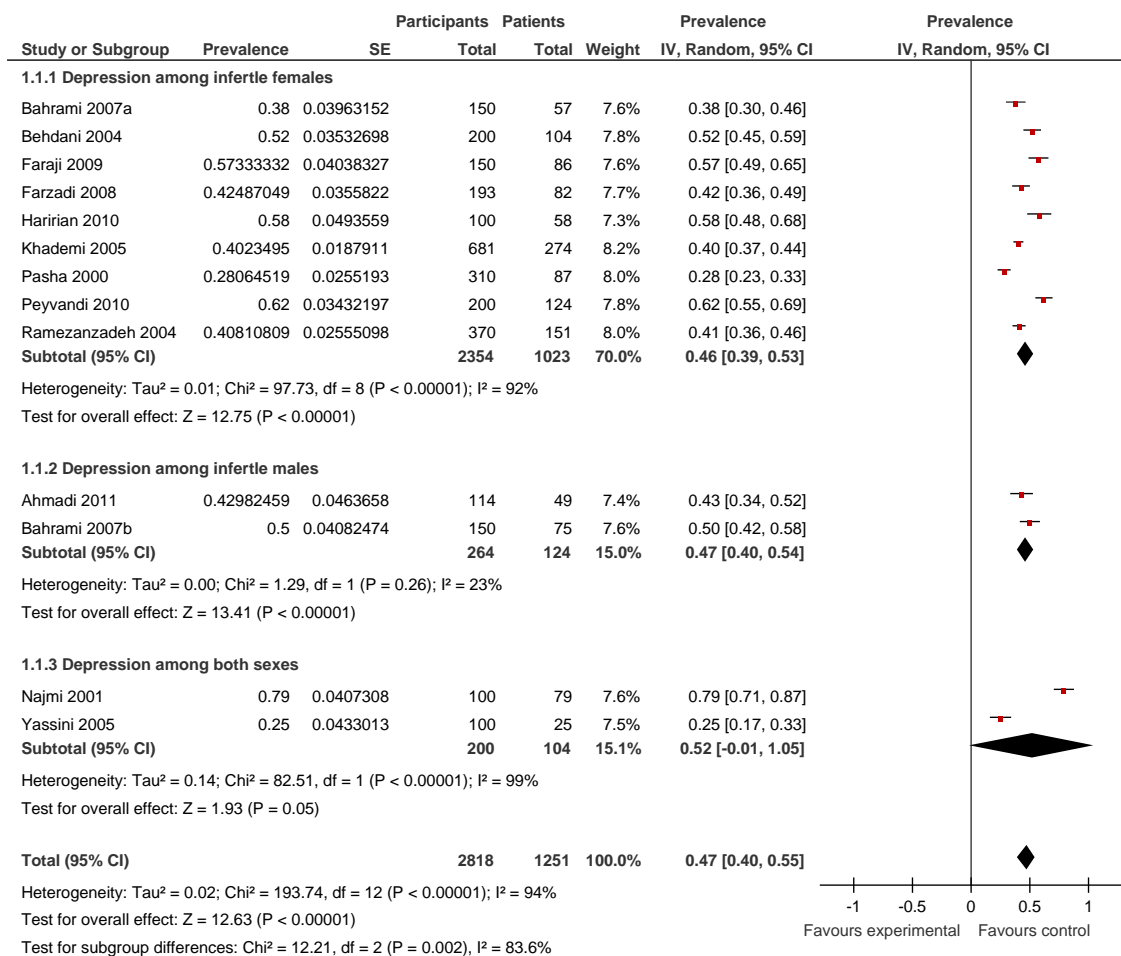 Participants Patients Prevalence Prevalence
Study or Subgroup Prevalence SE Total Total Weight IV, Random, 95% CI IV, Random, 95% CI
1.1.1 Depression among infertle females
Bahrami 2007a 0.38 0.03963152 150 57 7.6% 0.38 [0.30, 0.46]
Behdani 2004 0.52 0.03532698 200 104 7.8% 0.52 [0.45, 0.59]
Faraji 2009 0.57333332 0.04038327 150 86 7.6% 0.57 [0.49, 0.65]
Farzadi 2008 0.42487049 0.0355822 193 82 7.7% 0.42 [0.36, 0.49]
Haririan 2010 0.58 0.0493559 100 58 7.3% 0.58 [0.48, 0.68]
Khademi 2005 0.4023495 0.0187911 681 274 8.2% 0.40 [0.37, 0.44]
Pasha 2000 0.28064519 0.0255193 310 87 8.0% 0.28 [0.23, 0.33]
Peyvandi 2010 0.62 0.03432197 200 124 7.8% 0.62 [0.55, 0.69]
Ramezanzadeh 2004 0.40810809 0.02555098 370 151 8.0% 0.41 [0.36, 0.46]
Subtotal (95% CI) 2354 1023 70.0% 0.46 [0.39, 0.53]
Heterogeneity: Tau² = 0.01; Chi² = 97.73, df = 8 (P < 0.00001); I² = 92%
Test for overall effect: Z = 12.75 (P < 0.00001)
1.1.2 Depression among infertle males
Ahmadi 2011 0.42982459 0.0463658 114 49 7.4% 0.43 [0.34, 0.52]
Bahrami 2007b 0.5 0.04082474 150 75 7.6% 0.50 [0.42, 0.58]
Subtotal (95% CI) 264 124 15.0% 0.47 [0.40, 0.54]
Heterogeneity: Tau² = 0.00; Chi² = 1.29, df = 1 (P = 0.26); I² = 23%
Test for overall effect: Z = 13.41 (P < 0.00001)
1.1.3 Depression among both sexes
Najmi 2001 0.79 0.0407308 100 79 7.6% 0.79 [0.71, 0.87]
Yassini 2005 0.25 0.0433013 100 25 7.5% 0.25 [0.17, 0.33]
Subtotal (95% CI) 200 104 15.1% 0.52 [-0.01, 1.05]
Heterogeneity: Tau² = 0.14; Chi² = 82.51, df = 1 (P < 0.00001); I² = 99%
Test for overall effect: Z = 1.93 (P = 0.05)
Total (95% CI) 2818 1251 100.0% 0.47 [0.40, 0.55]
Heterogeneity: Tau² = 0.02; Chi² = 193.74, df = 12 (P < 0.00001); I² = 94%
Test for overall effect: Z = 12.63 (P < 0.00001)
Test for subgroup differences: Chi² = 12.21, df = 2 (P = 0.002), I² = 83.6%
-1 -0.5 0 0.5 1
Favours experimental Favours control